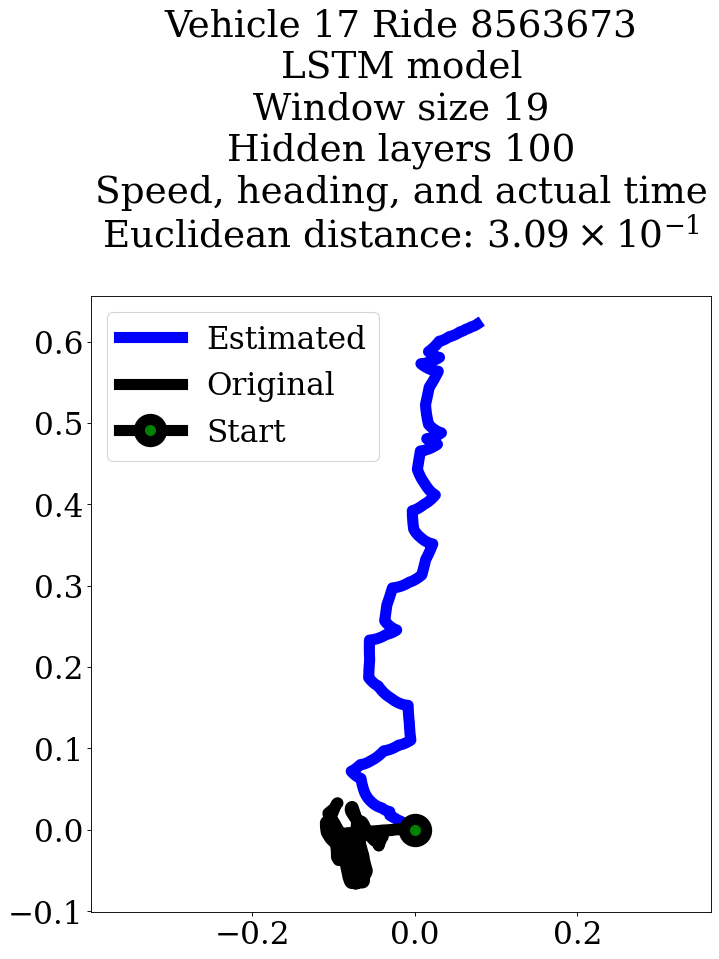 Vehicle 17 Ride 8563673
LSTM model
Window size 19
Hidden layers 100
Speed, heading, and actual time
Euclidean distance: 3.09 × 10⁻¹
Estimated
Original
Start
0.6
0.5
0.4
0.3
0.2
0.1
0.0
−0.1
−0.2 0.0 0.2